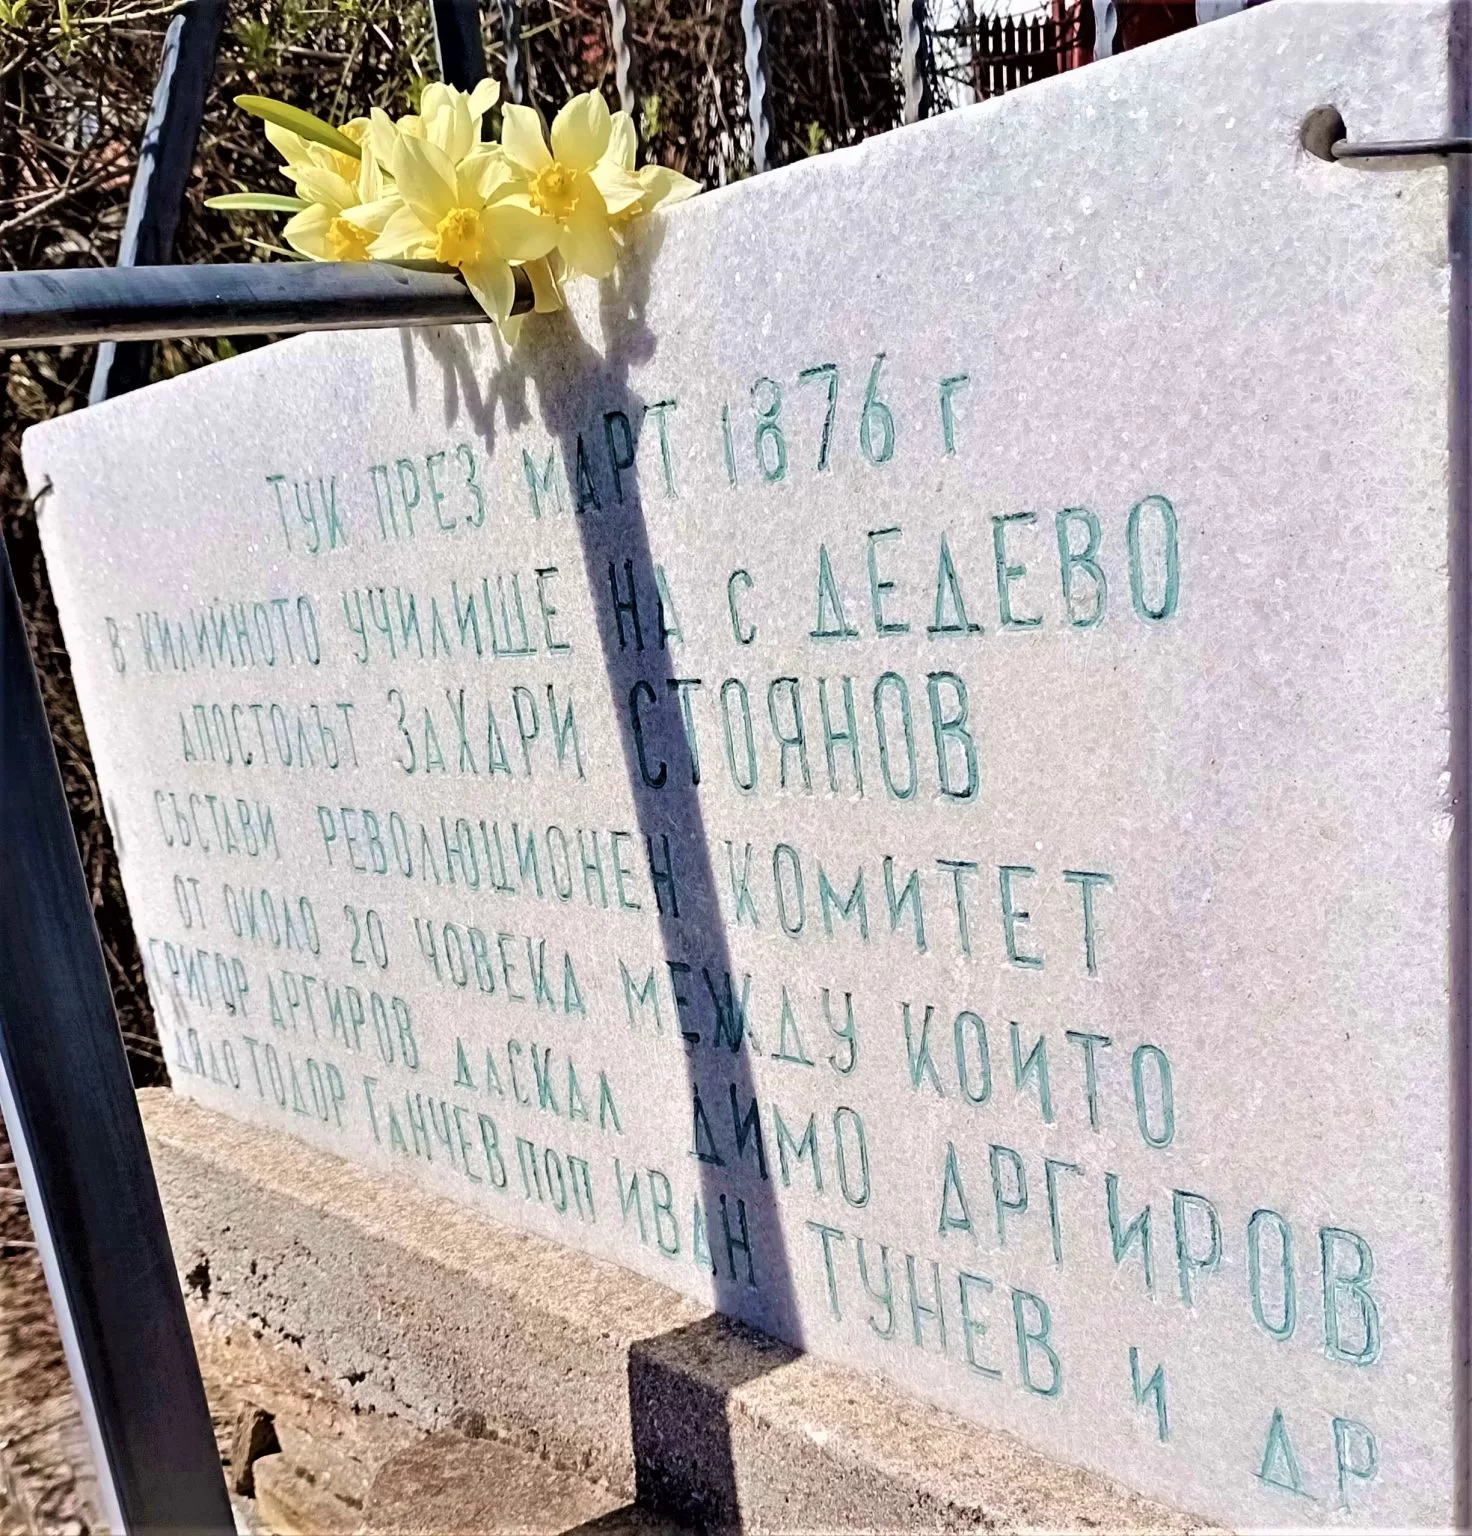 ТУК ПРЕЗ МАРТ 1876 г
В КИЛИЙНОТО УЧИЛИЩЕ НА С ДЕДЕВО
АПОСТОЛЪТ ЗАХАРИ СТОЯНОВ
СЪСТАВИ РЕВОЛЮЦИОНЕН КОМИТЕТ
ОТ ОКОЛО 20 ЧОВЕКА МЕЖДУ КОИТО
ГРИГОР АРГИРОВ ДАСКАЛ ДИМО АРГИРОВ
ДЯДО ТОДОР ГАНЧЕВ ПОП ИВАН ТУНЕВ И ДР